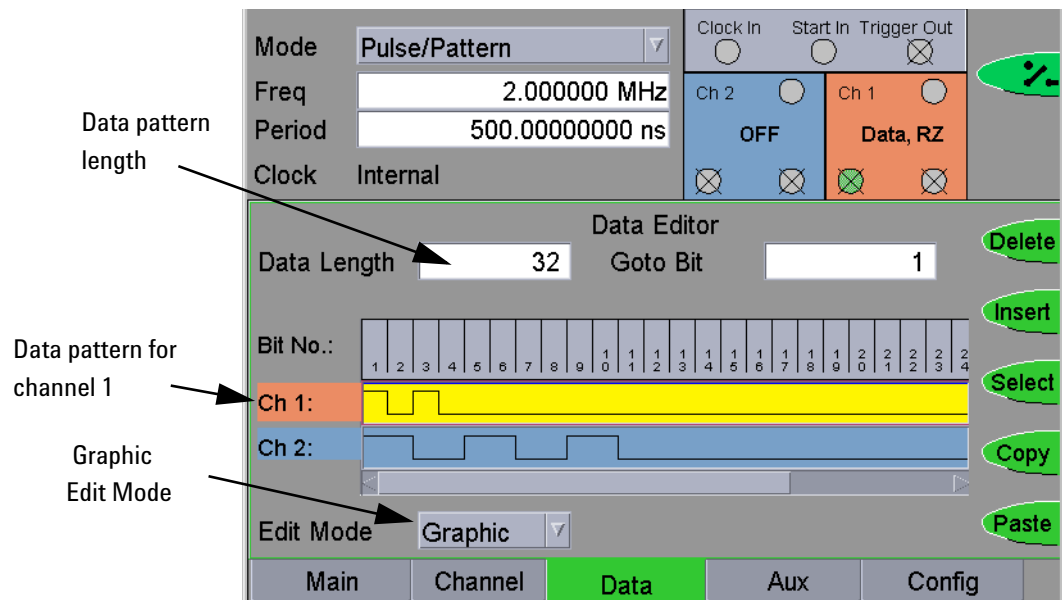 Clock In Start In Trigger Out
Mode Pulse/Pattern
Freq 2.000000 MHz
Ch 2 Ch 1
Period 500.00000000 ns
OFF Data, RZ
Clock Internal
Data pattern
length
Data Editor
Data Length 32 Goto Bit 1
Delete
Insert
Bit No.: 1 2 3 4 5 6 7 8 9 10 11 12 13 14 15 16 17 18 19 20 21 22 23 24
Data pattern for
channel 1
Select
Ch 1:
Ch 2:
Copy
Graphic
Edit Mode
Edit Mode Graphic
Paste
Main Channel Data Aux Config